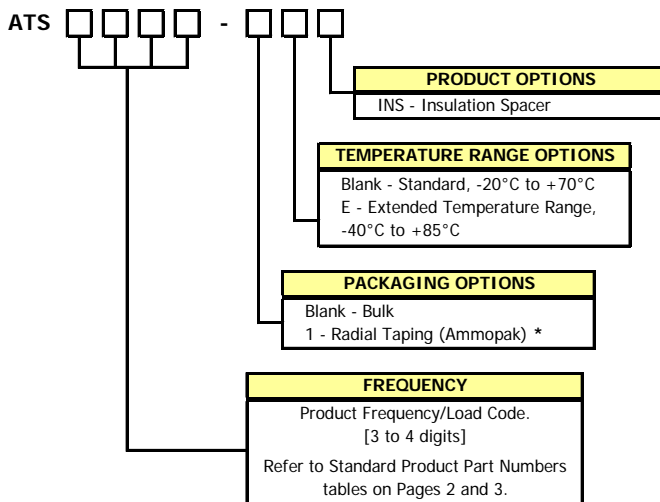 ATS -
PRODUCT OPTIONS
INS - Insulation Spacer
TEMPERATURE RANGE OPTIONS
Blank - Standard, -20°C to +70°C
E - Extended Temperature Range,
-40°C to +85°C
PACKAGING OPTIONS
Blank - Bulk
1 - Radial Taping (Ammopak) *
FREQUENCY
Product Frequency/Load Code.
[3 to 4 digits]
Refer to Standard Product Part Numbers
tables on Pages 2 and 3.